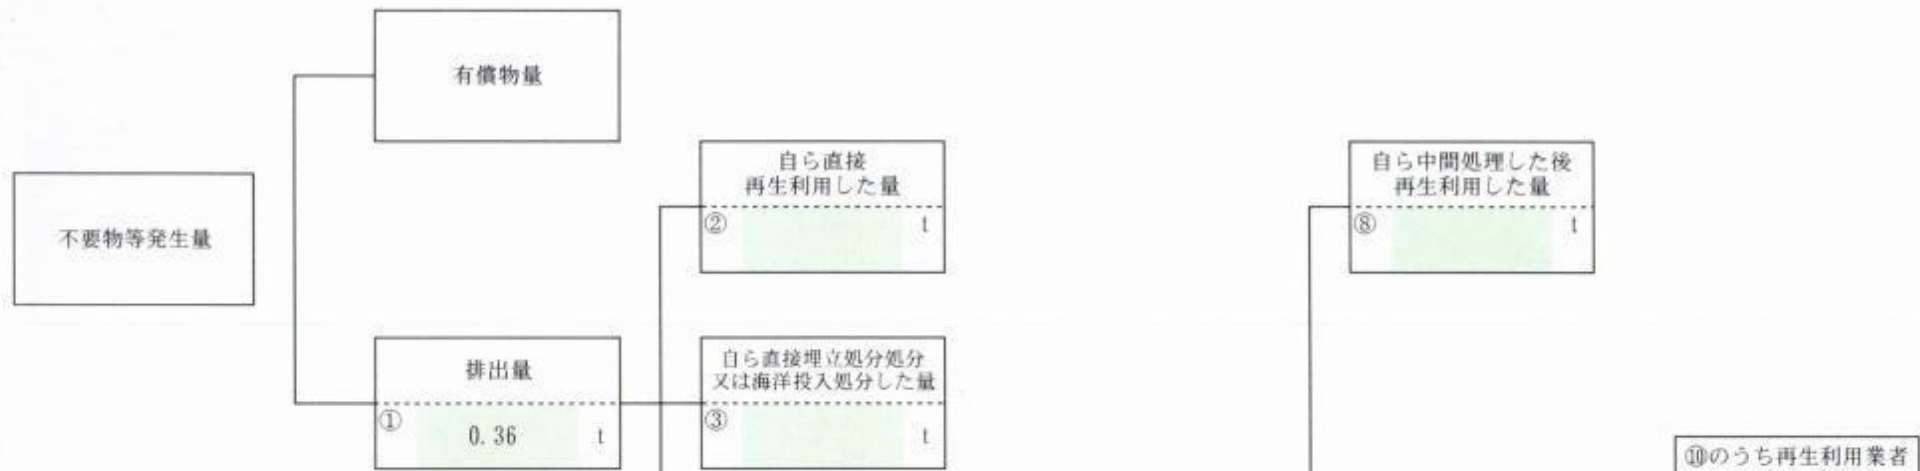 有償物量
不要物等発生量
自ら直接
再生利用した量
② t
自ら中間処理した後
再生利用した量
⑧ t
排出量
① 0.36 t
自ら直接埋立処分処分
又は海洋投入処分した量
③ t
⑩のうち再生利用業者